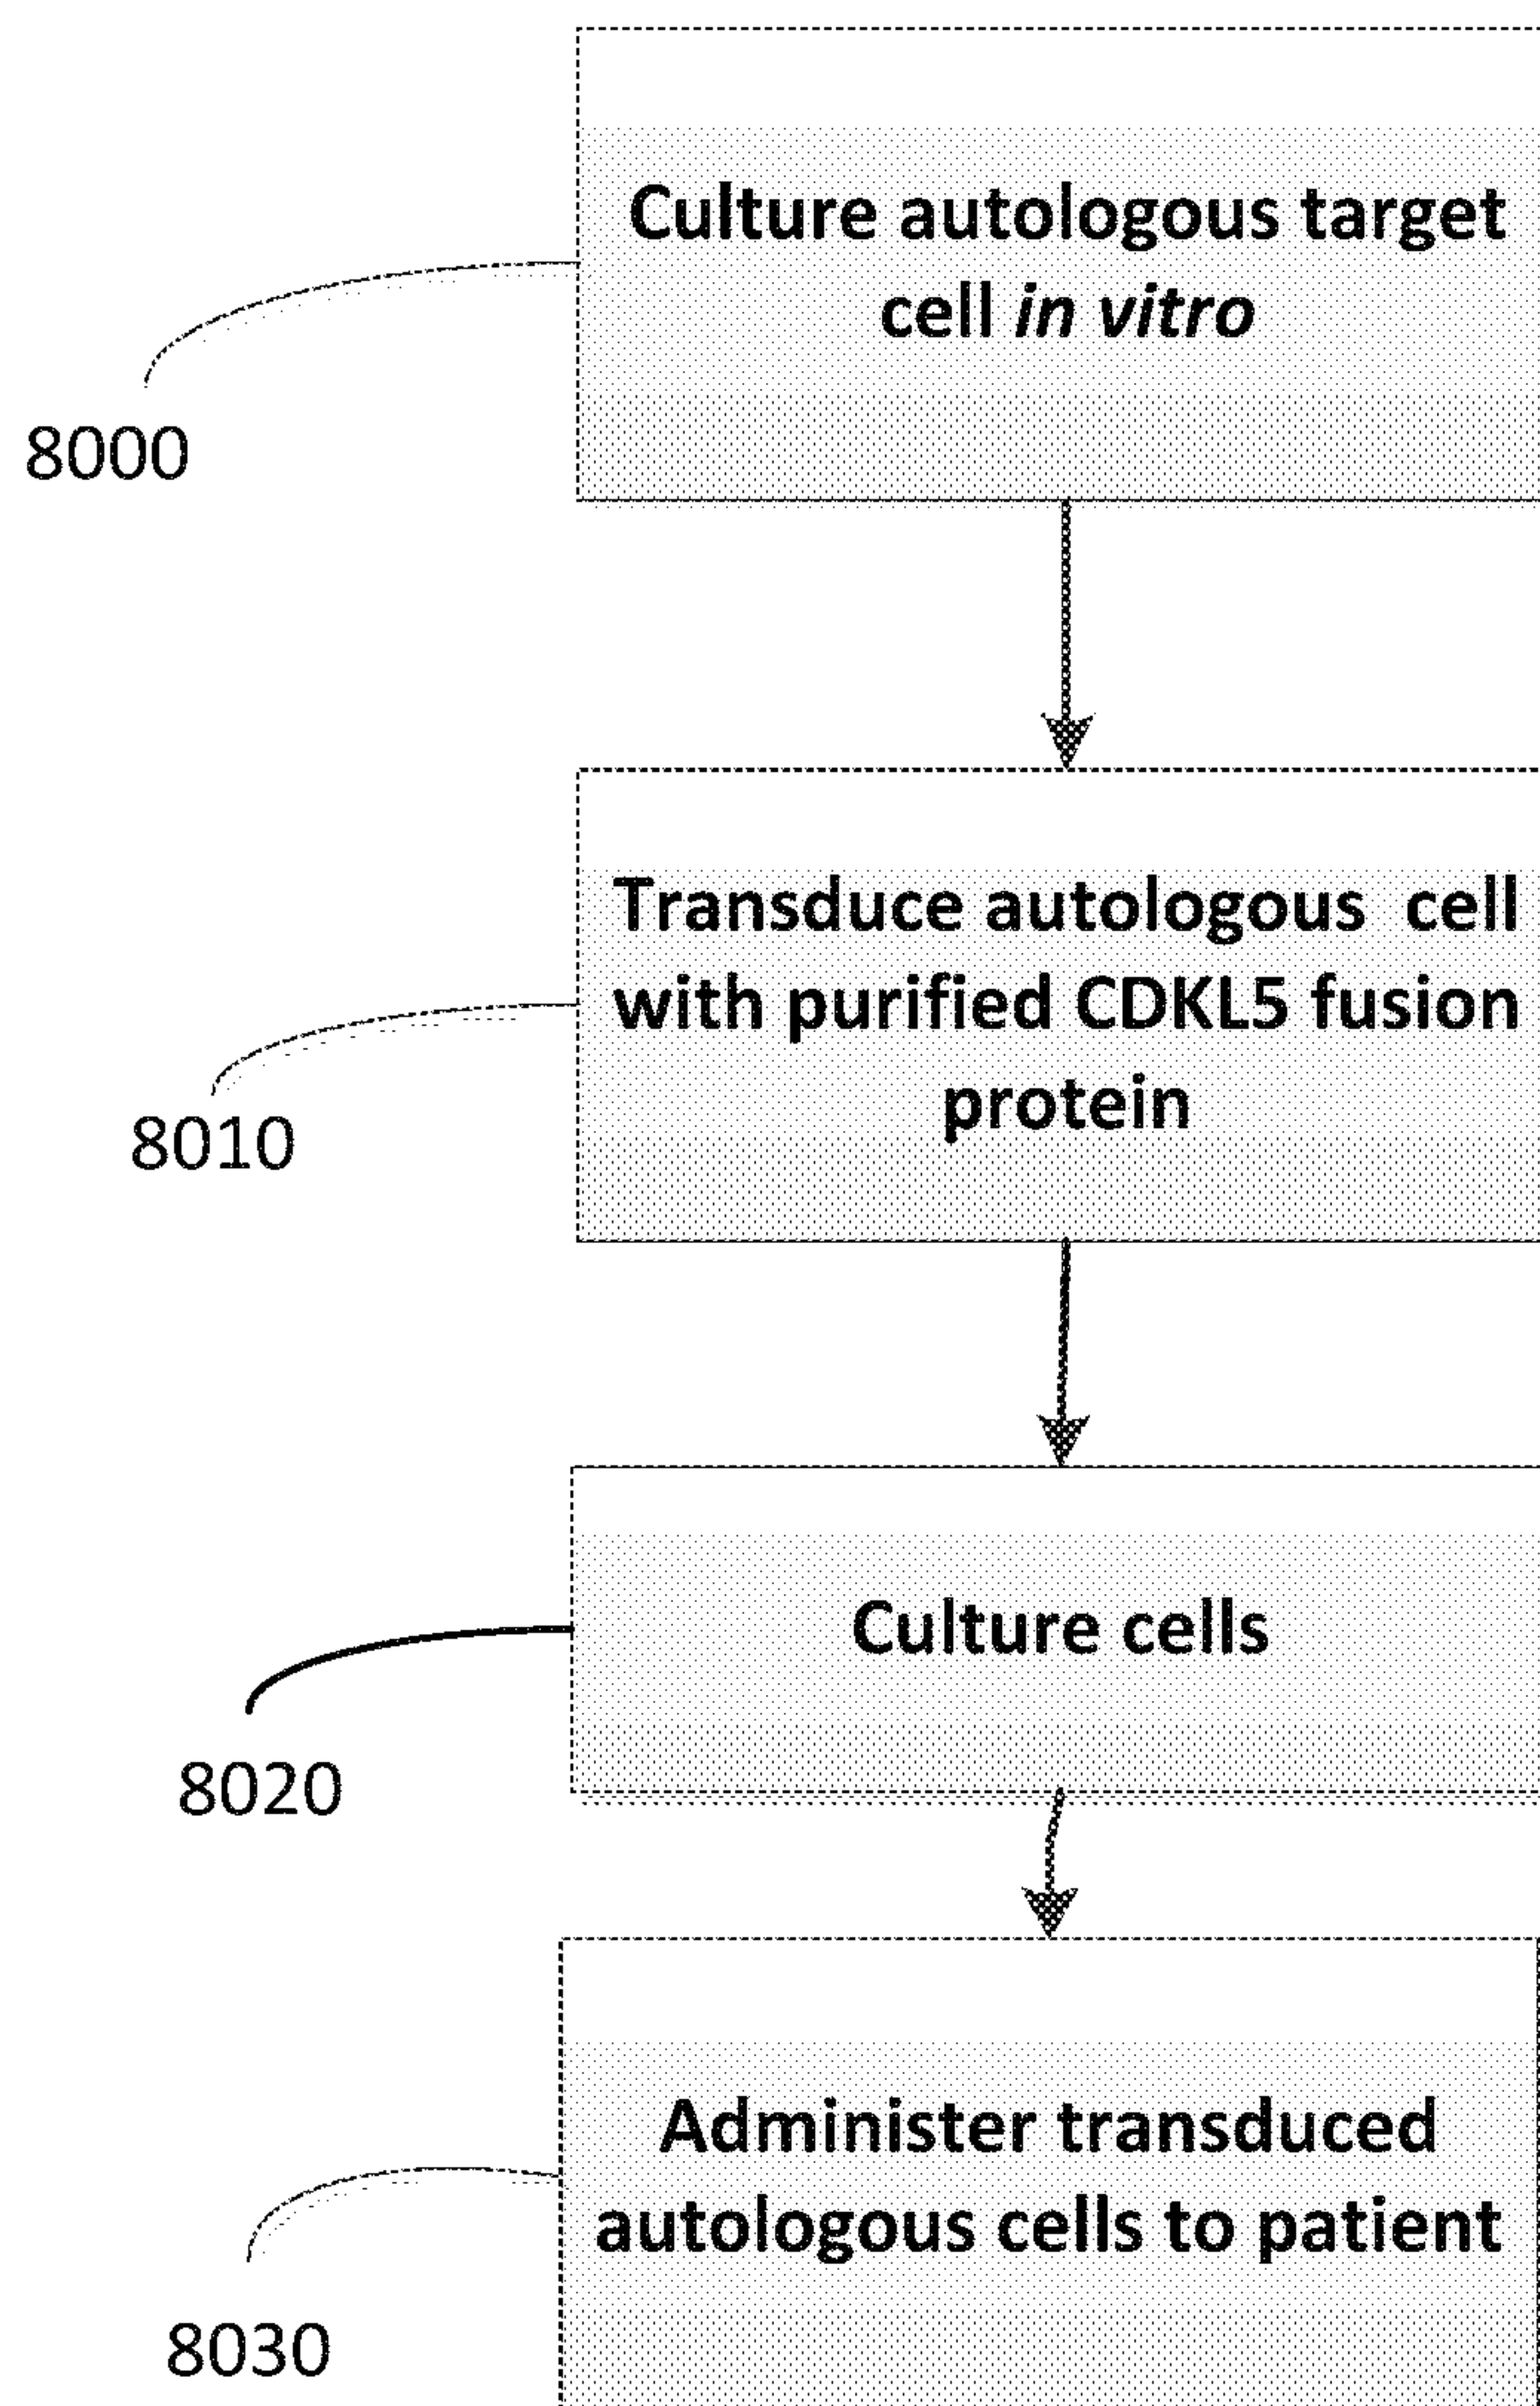 Culture autologous target
cell in vitro
8000
Transduce autologous cell
with purified CDKL5 fusion
protein
8010
Culture cells
8020
Administer transduced
autologous cells to patient
8030